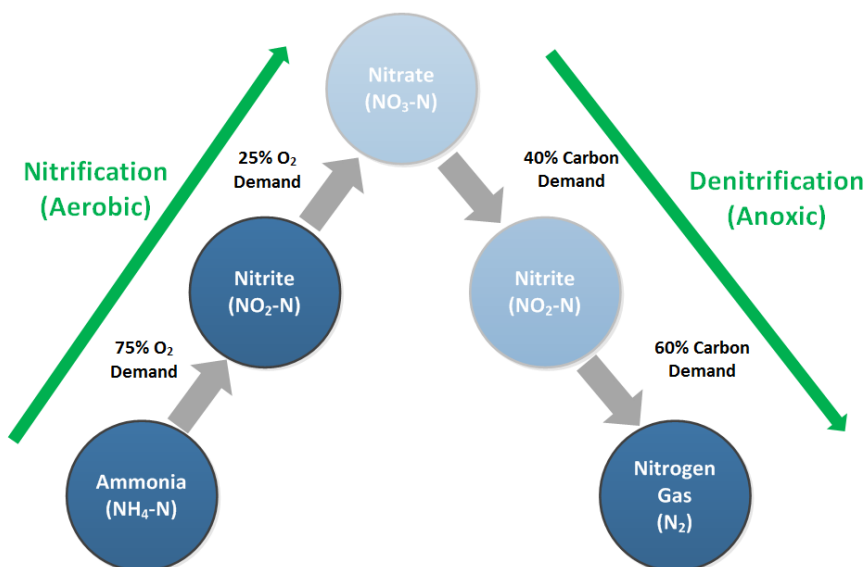 Nitrate
(NO₃-N)
25% O₂
Demand
40% Carbon
Demand
Nitrification
(Aerobic)
Denitrification
(Anoxic)
Nitrite
(NO₂-N)
Nitrite
(NO₂-N)
75% O₂
Demand
60% Carbon
Demand
Ammonia
(NH₄-N)
Nitrogen
Gas
(N₂)